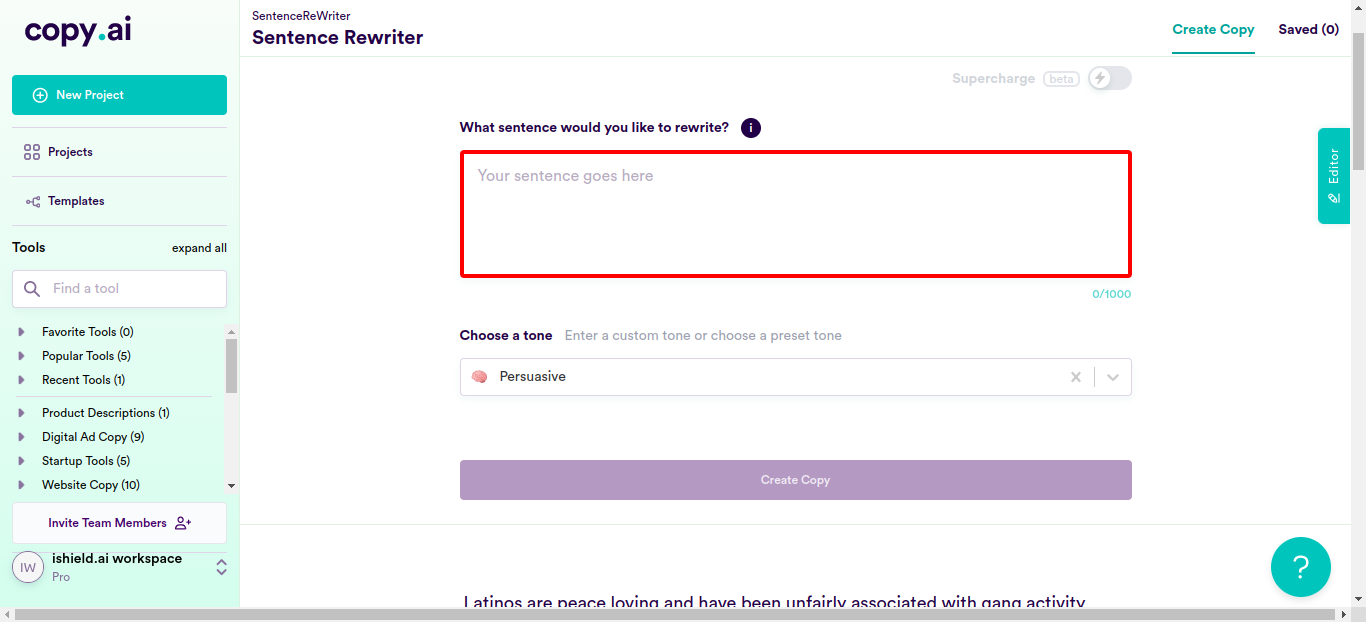 copy.ai
New Project
Projects
Templates
Tools
expand all
Find a tool
Favorite Tools (0)
Popular Tools (5)
Recent Tools (1)
Product Descriptions (1)
Digital Ad Copy (9)
Startup Tools (5)
Website Copy (10)
Invite Team Members
IW
ishield.ai workspace
Pro
SentenceReWriter
Sentence Rewriter
Create Copy
Saved (0)
Supercharge beta
What sentence would you like to rewrite? i
Your sentence goes here
0/1000
Choose a tone Enter a custom tone or choose a preset tone
Persuasive
Create Copy
Editor
?
Latinos are peace loving and have been unfairly associated with gang activity